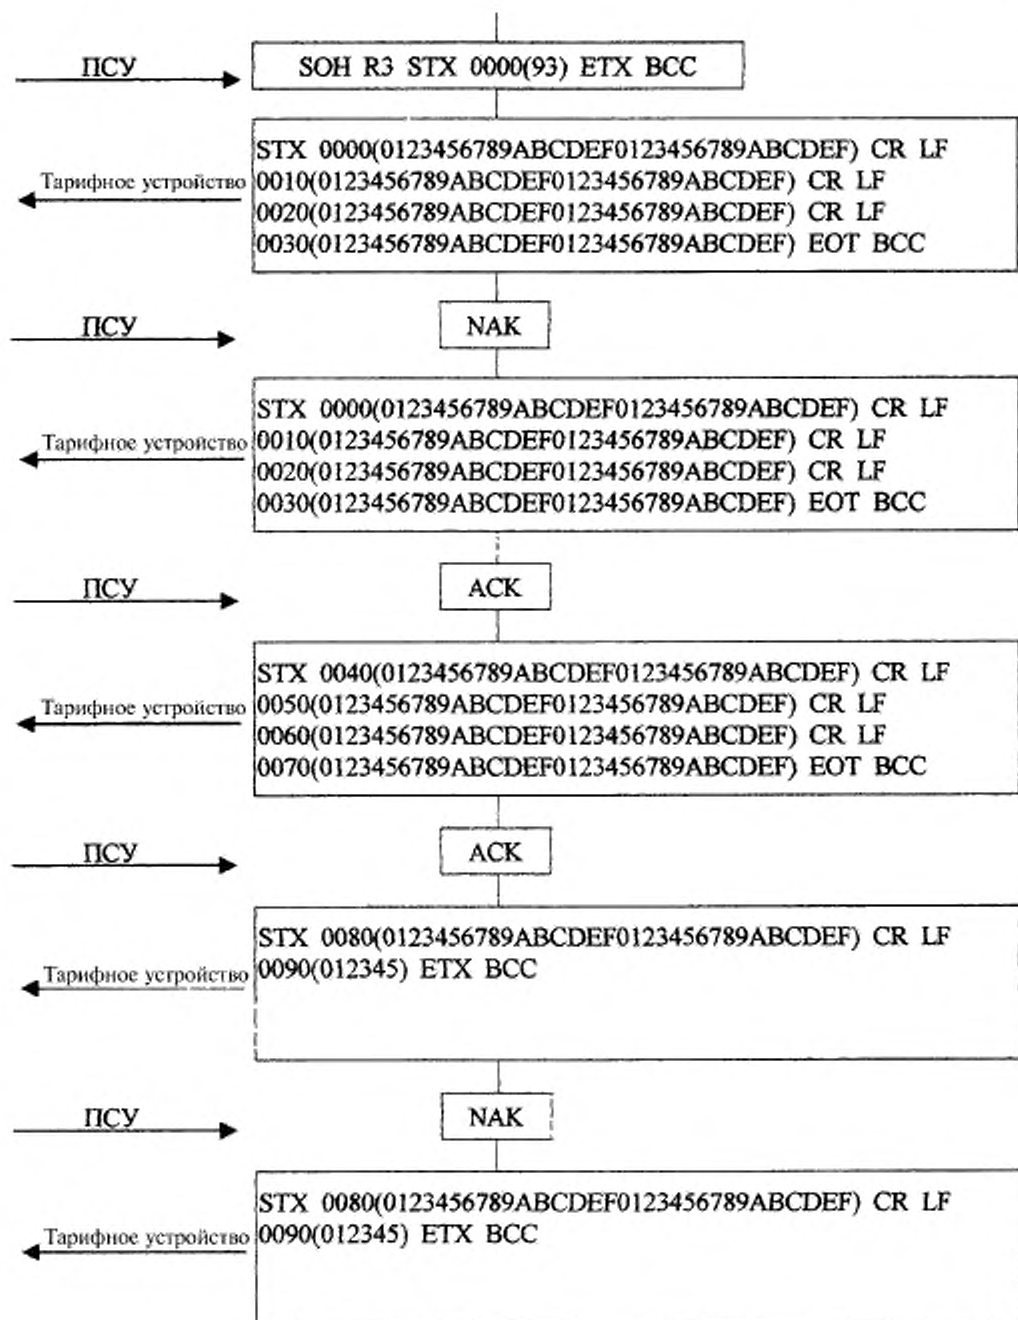 ПСУ
SOH R3 STX 0000(93) ETX BCC
STX 0000(0123456789ABCDEF0123456789ABCDEF) CR LF
Тарифное устройство
0010(0123456789ABCDEF0123456789ABCDEF) CR LF
0020(0123456789ABCDEF0123456789ABCDEF) CR LF
0030(0123456789ABCDEF0123456789ABCDEF) EOT BCC
ПСУ
NAK
STX 0000(0123456789ABCDEF0123456789ABCDEF) CR LF
Тарифное устройство
0010(0123456789ABCDEF0123456789ABCDEF) CR LF
0020(0123456789ABCDEF0123456789ABCDEF) CR LF
0030(0123456789ABCDEF0123456789ABCDEF) EOT BCC
ПСУ
ACK
STX 0040(0123456789ABCDEF0123456789ABCDEF) CR LF
Тарифное устройство
0050(0123456789ABCDEF0123456789ABCDEF) CR LF
0060(0123456789ABCDEF0123456789ABCDEF) CR LF
0070(0123456789ABCDEF0123456789ABCDEF) EOT BCC
ПСУ
ACK
STX 0080(0123456789ABCDEF0123456789ABCDEF) CR LF
Тарифное устройство
0090(012345) ETX BCC
ПСУ
NAK
STX 0080(0123456789ABCDEF0123456789ABCDEF) CR LF
Тарифное устройство
0090(012345) ETX BCC